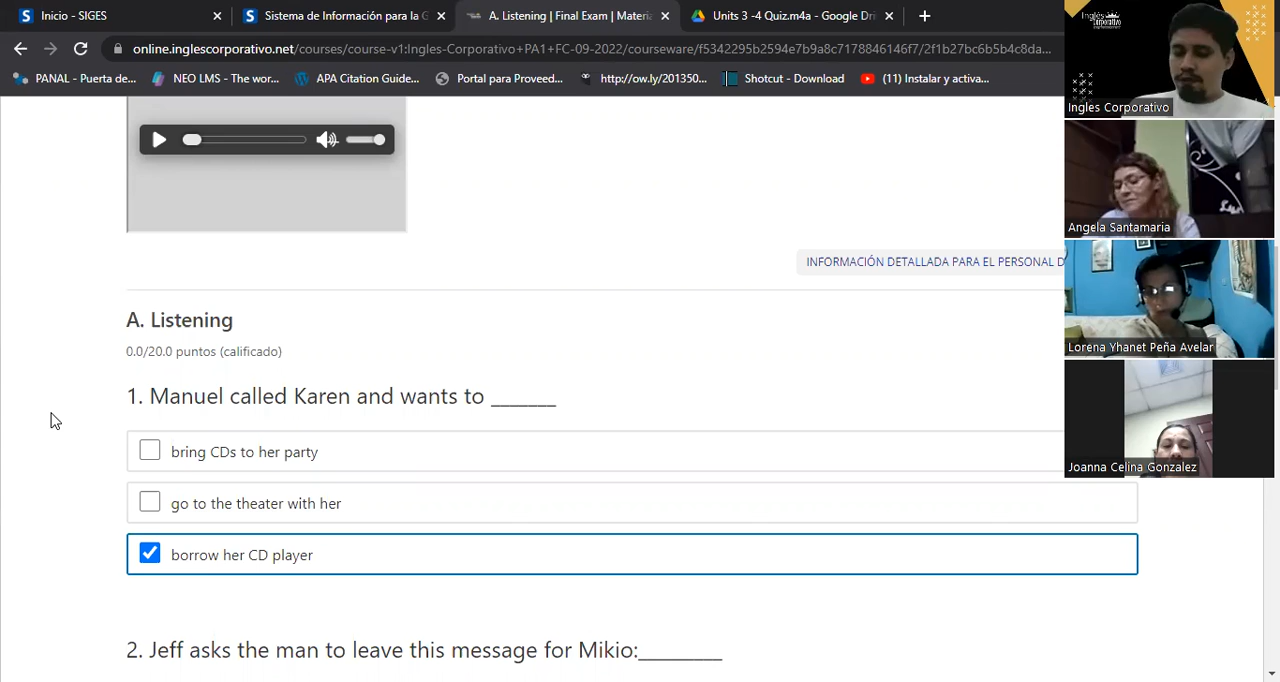 Inicio - SIGES
Sistema de Información para la G
A. Listening | Final Exam | Materia
Units 3 -4 Quiz.m4a - Google Dri
online.inglescorporativo.net/courses/course-v1:Ingles-Corporativo+PA1+FC-09-2022/courseware/f5342295b2594e7b9a8c7178846146f7/2f1b27bc6b5b4c8da...
PANAL - Puerta de...
NEO LMS - The wor...
APA Citation Guide...
Portal para Proveed...
http://ow.ly/201350...
Shotcut - Download
(11) Instalar y activa...
INFORMACIÓN DETALLADA PARA EL PERSONAL D
A. Listening
0.0/20.0 puntos (calificado)
1. Manuel called Karen and wants to _______
bring CDs to her party
go to the theater with her
borrow her CD player
2. Jeff asks the man to leave this message for Mikio:_________
Inglés
Corporativo
Ingles Corporativo
Angela Santamaria
Lorena Yhanet Peña Avelar
Joanna Celina Gonzalez